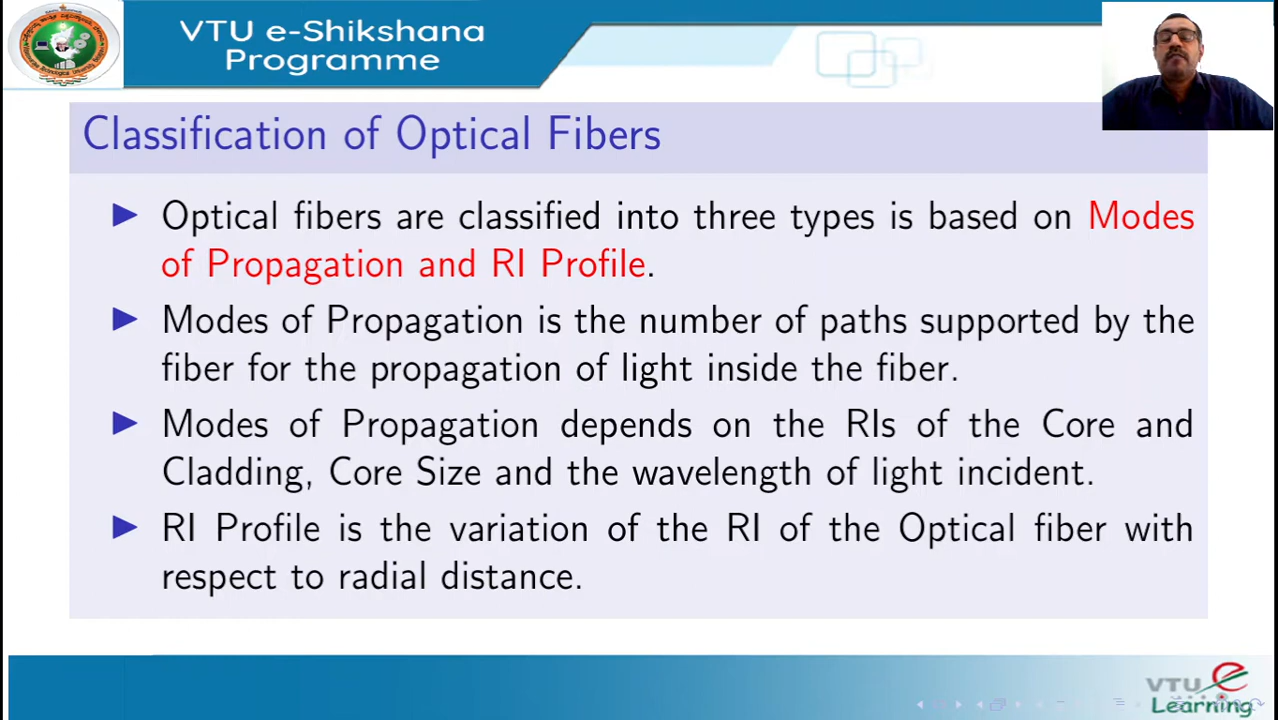 VTU e-Shikshana
Programme
Classification of Optical Fibers
Optical fibers are classified into three types is based on Modes
of Propagation and RI Profile.
Modes of Propagation is the number of paths supported by the
fiber for the propagation of light inside the fiber.
Modes of Propagation depends on the RIs of the Core and
Cladding, Core Size and the wavelength of light incident.
RI Profile is the variation of the RI of the Optical fiber with
respect to radial distance.
VTU e
Learning